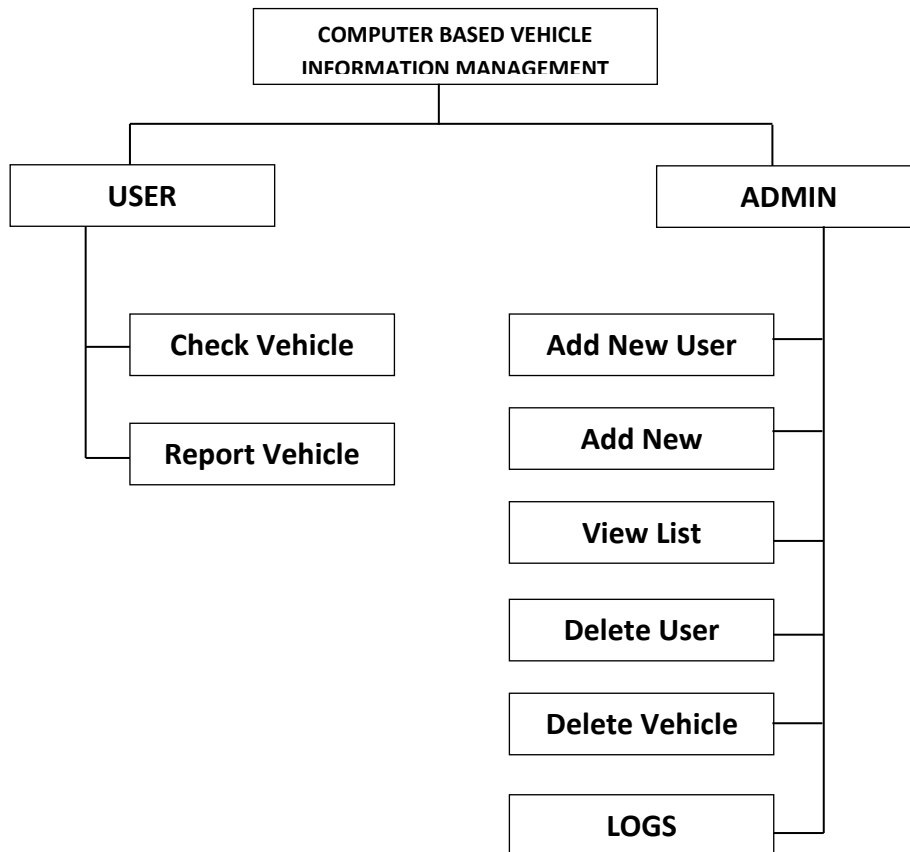 COMPUTER BASED VEHICLE
INFORMATION MANAGEMENT
USER
ADMIN
Check Vehicle
Report Vehicle
Add New User
Add New
View List
Delete User
Delete Vehicle
LOGS